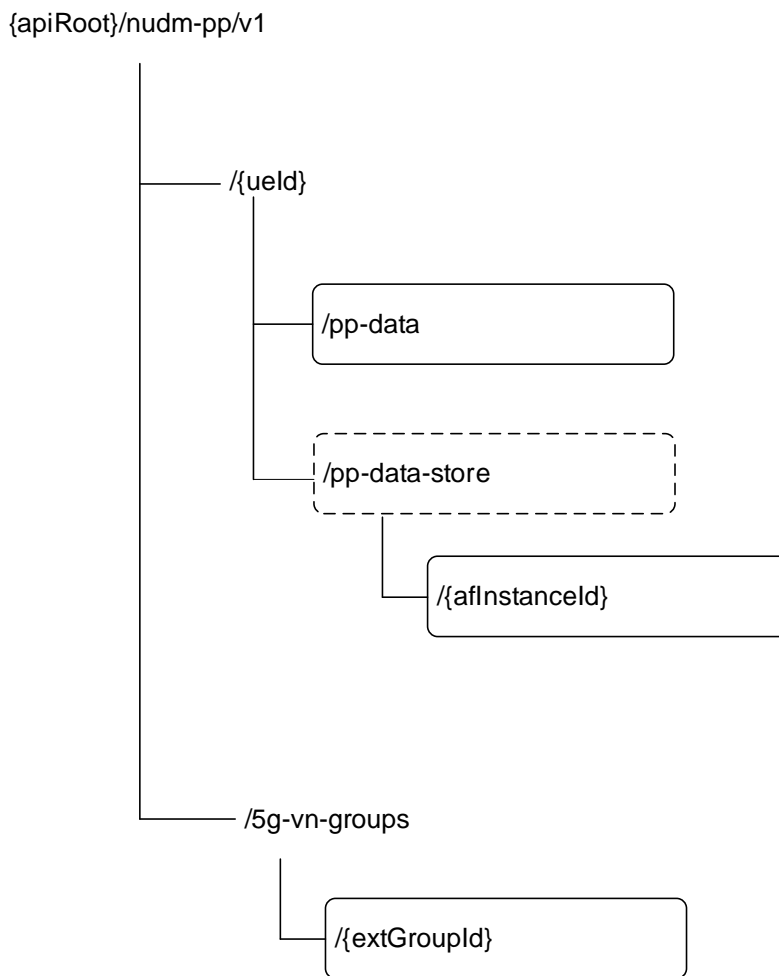 {apiRoot}/nudm-pp/v1
/{ueId}
/pp-data
/pp-data-store
/{afInstanceId}
/5g-vn-groups
/{extGroupId}